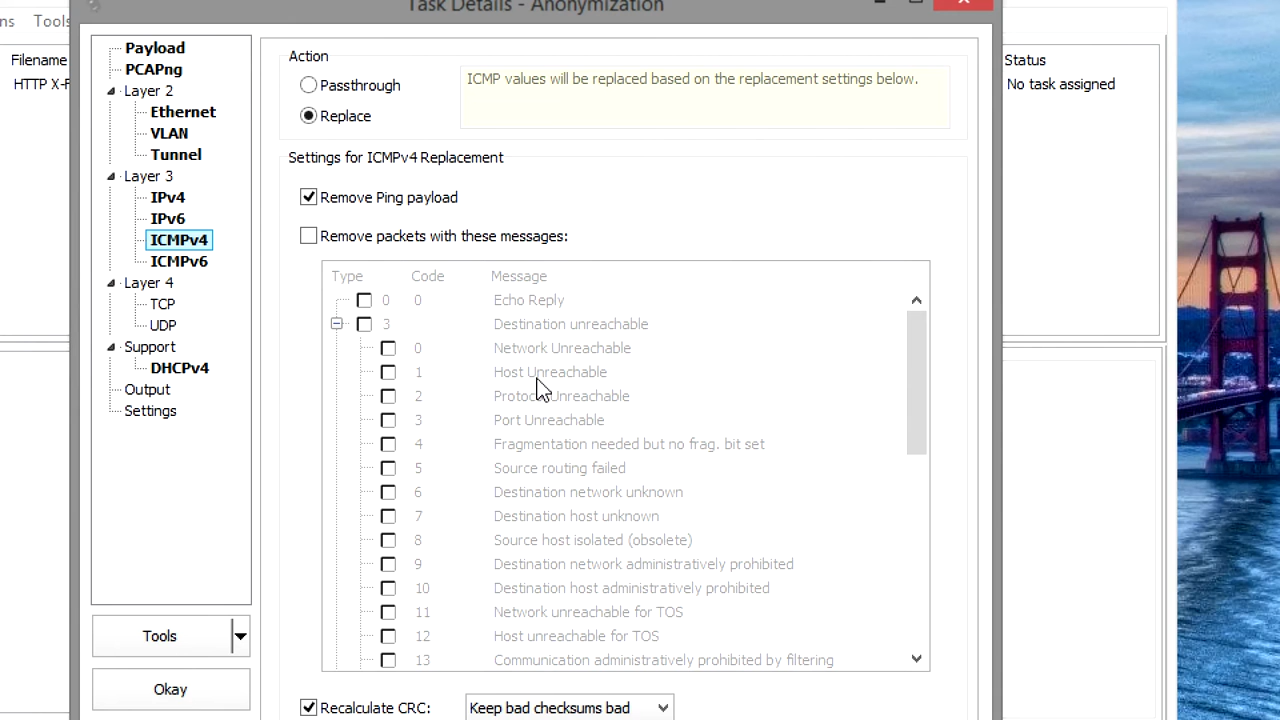 Task Details - Anonymization
ns Tools
Filename
HTTP X-F
Status
No task assigned
Payload
PCAPng
Layer 2
Ethernet
VLAN
Tunnel
Layer 3
IPv4
IPv6
ICMPv4
ICMPv6
Layer 4
TCP
UDP
Support
DHCPv4
Output
Settings
Tools
Okay
Action
Passthrough
Replace
ICMP values will be replaced based on the replacement settings below.
Settings for ICMPv4 Replacement
Remove Ping payload
Remove packets with these messages:
Type Code Message
0 0 Echo Reply
3 Destination unreachable
0 Network Unreachable
1 Host Unreachable
2 Protocol Unreachable
3 Port Unreachable
4 Fragmentation needed but no frag. bit set
5 Source routing failed
6 Destination network unknown
7 Destination host unknown
8 Source host isolated (obsolete)
9 Destination network administratively prohibited
10 Destination host administratively prohibited
11 Network unreachable for TOS
12 Host unreachable for TOS
13 Communication administratively prohibited by filtering
Recalculate CRC: Keep bad checksums bad